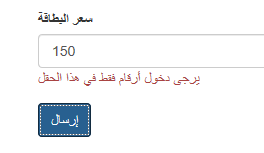 سعر البطاقة
150
يرجى دخول أرقام فقط في هذا الحقل
إرسال